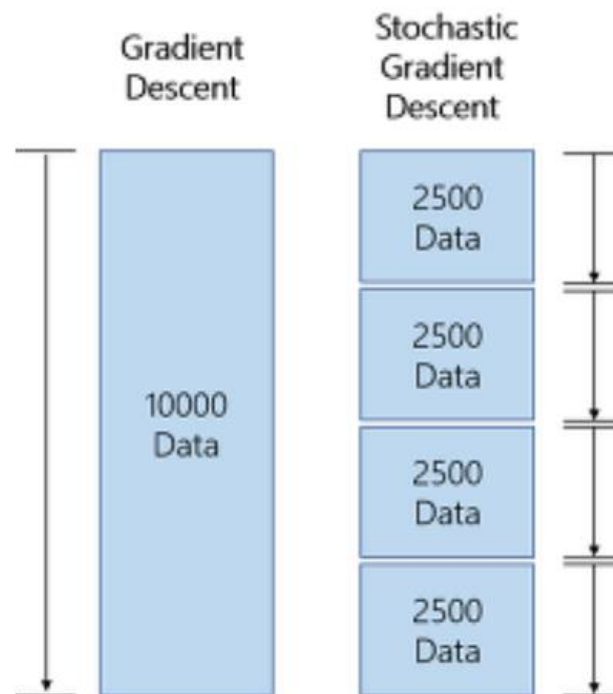 Gradient
Descent
Stochastic
Gradient
Descent
10000
Data
2500
Data
2500
Data
2500
Data
2500
Data